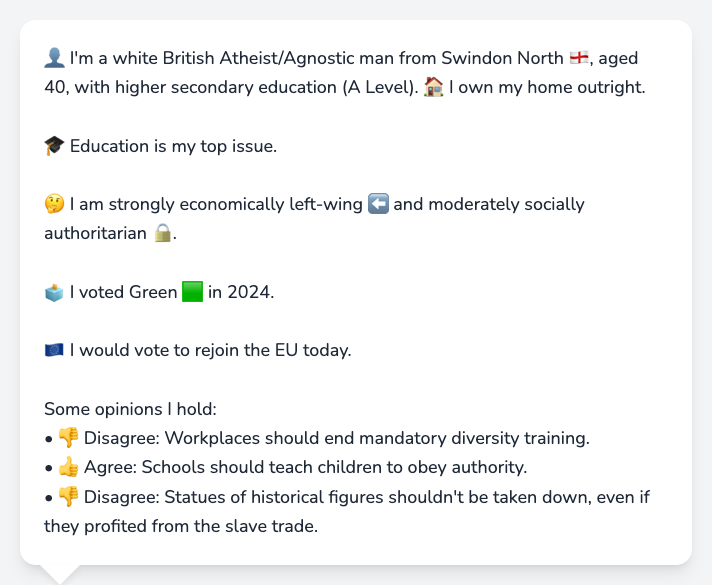 👤 I'm a white British Atheist/Agnostic man from Swindon North 🏴󠁧󠁢󠁥󠁮󠁧󠁿, aged
40, with higher secondary education (A Level). 🏠 I own my home outright.
🎓 Education is my top issue.
🤔 I am strongly economically left-wing ⬅️ and moderately socially
authoritarian 🔒.
🗳️ I voted Green 🟩 in 2024.
🇪🇺 I would vote to rejoin the EU today.
Some opinions I hold:
• 👎 Disagree: Workplaces should end mandatory diversity training.
• 👍 Agree: Schools should teach children to obey authority.
• 👎 Disagree: Statues of historical figures shouldn't be taken down, even if
they profited from the slave trade.